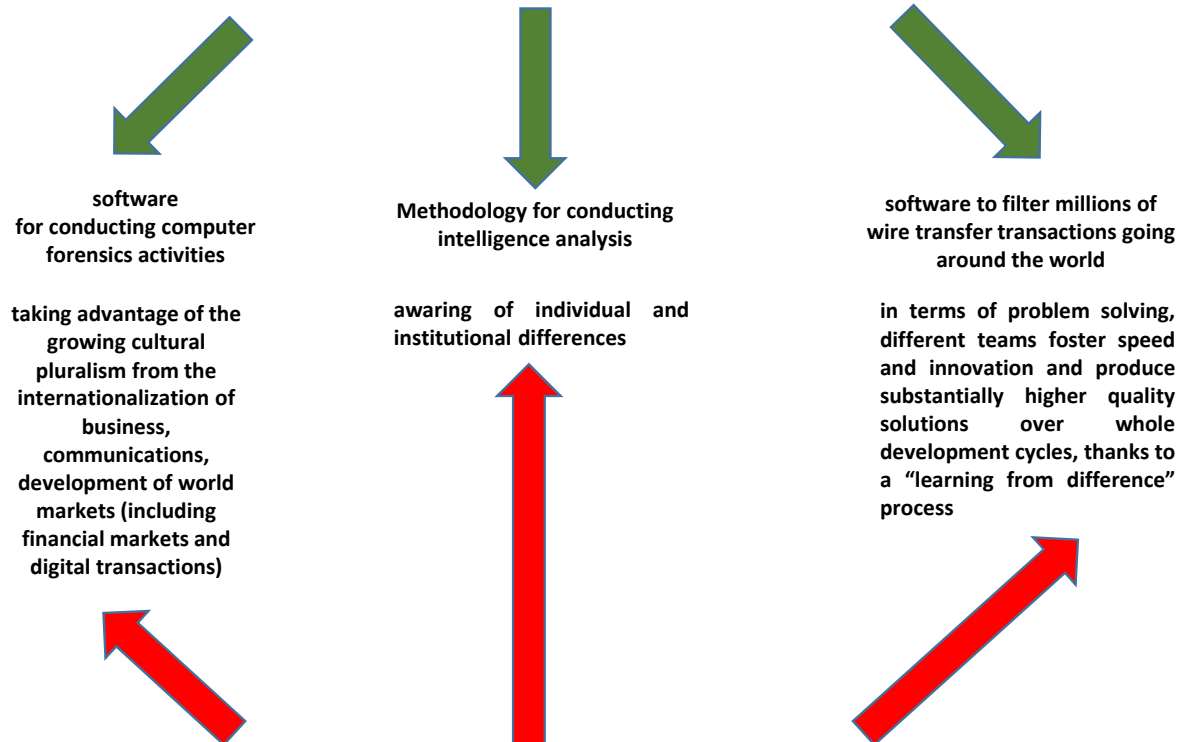 software
for conducting computer
forensics activities
taking advantage of the
growing cultural
pluralism from the
internationalization of
business,
communications,
development of world
markets (including
financial markets and
digital transactions)
Methodology for conducting
intelligence analysis
awaring of individual and
institutional differences
software to filter millions of
wire transfer transactions going
around the world
in terms of problem solving,
different teams foster speed
and innovation and produce
substantially higher quality
solutions over whole
development cycles, thanks to
a “learning from difference”
process